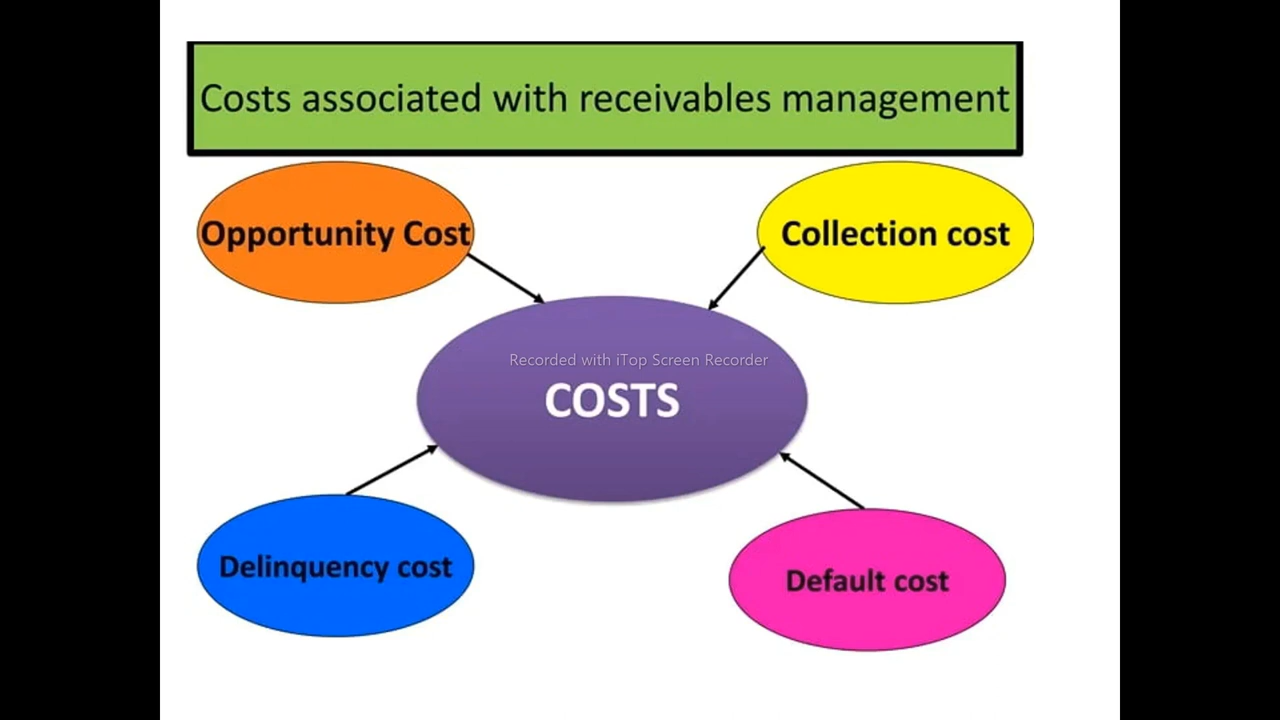 Costs associated with receivables management
Opportunity Cost
Collection cost
Recorded with iTop Screen Recorder
COSTS
Delinquency cost
Default cost